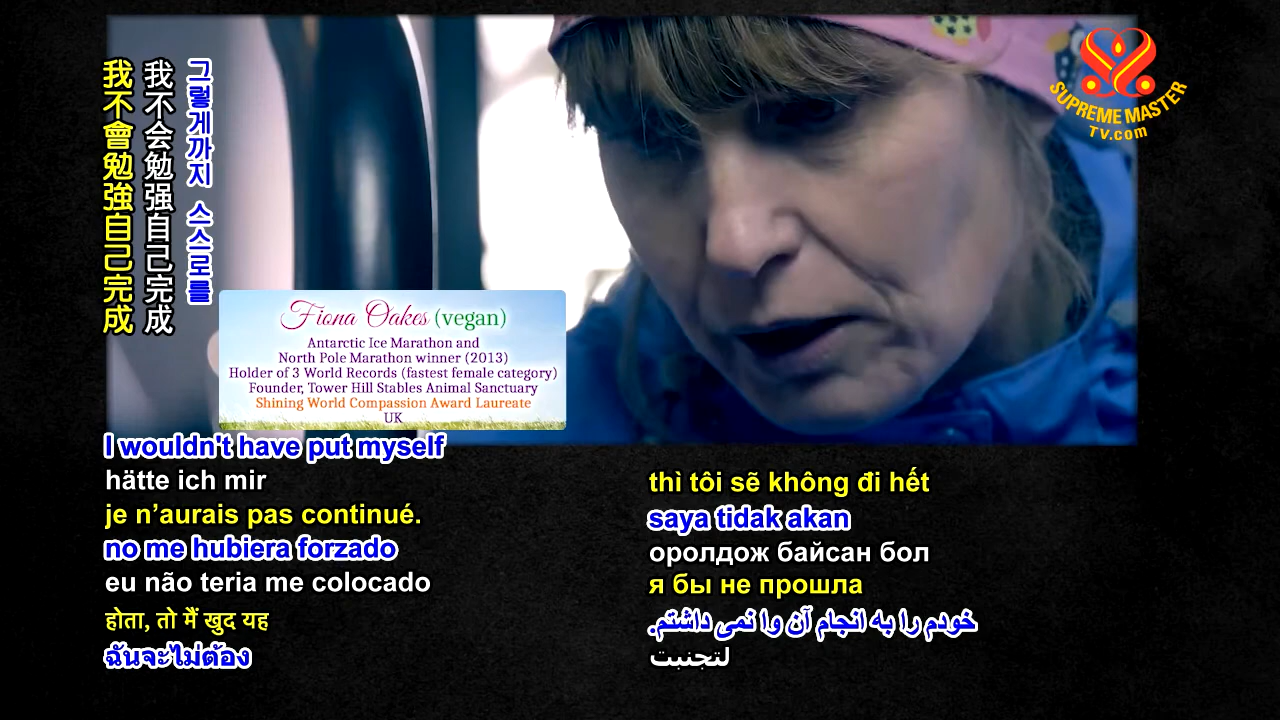 그렇게까지 스스로를
我不会勉强自己完成
我不會勉強自己完成
SUPREME MASTER
TV.com
Fiona Oakes (vegan)
Antarctic Ice Marathon and
North Pole Marathon winner (2013)
Holder of 3 World Records (fastest female category)
Founder, Tower Hill Stables Animal Sanctuary
Shining World Compassion Award Laureate
UK
I wouldn't have put myself
hätte ich mir
je n’aurais pas continué.
no me hubiera forzado
eu não teria me colocado
होता, तो मैं खुद यह
ฉันจะไม่ต้อง
thì tôi sẽ không đi hết
saya tidak akan
оролдож байсан бол
я бы не прошла
خودم را به انجام آن وا نمی داشتم.
لتجنبت